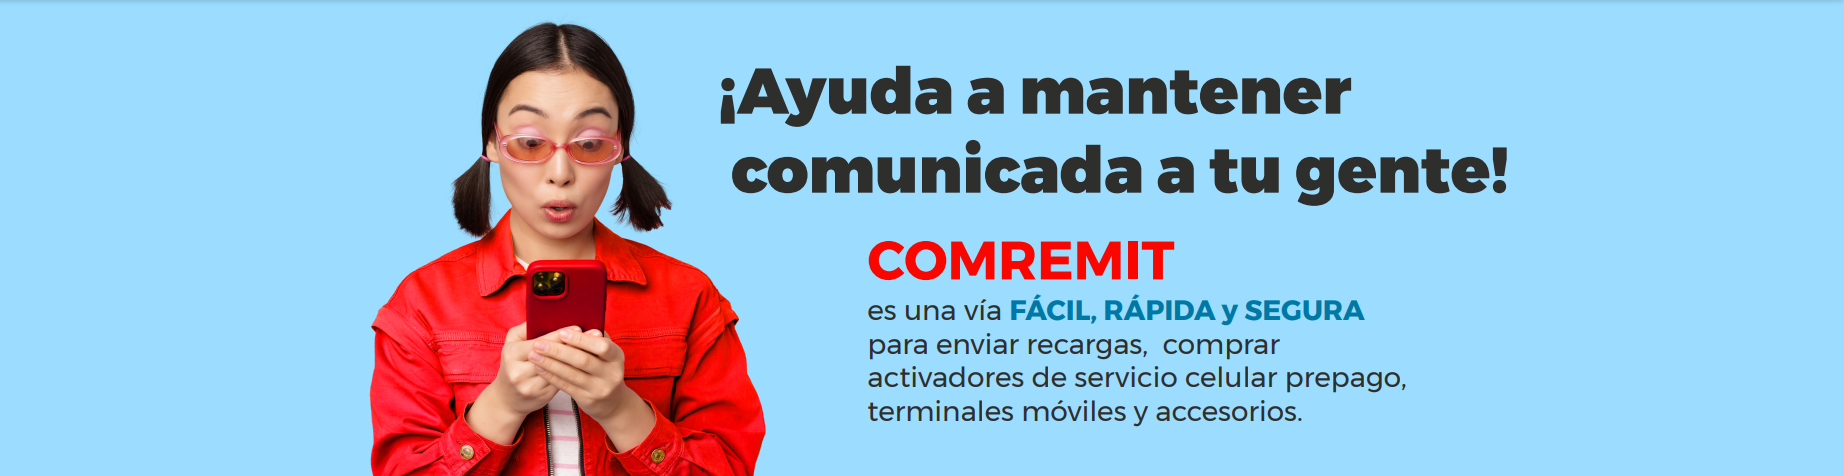 ¡Ayuda a mantener
comunicada a tu gente!
COMREMIT
es una vía FÁCIL, RÁPIDA y SEGURA
para enviar recargas, comprar
activadores de servicio celular prepago,
terminales móviles y accesorios.